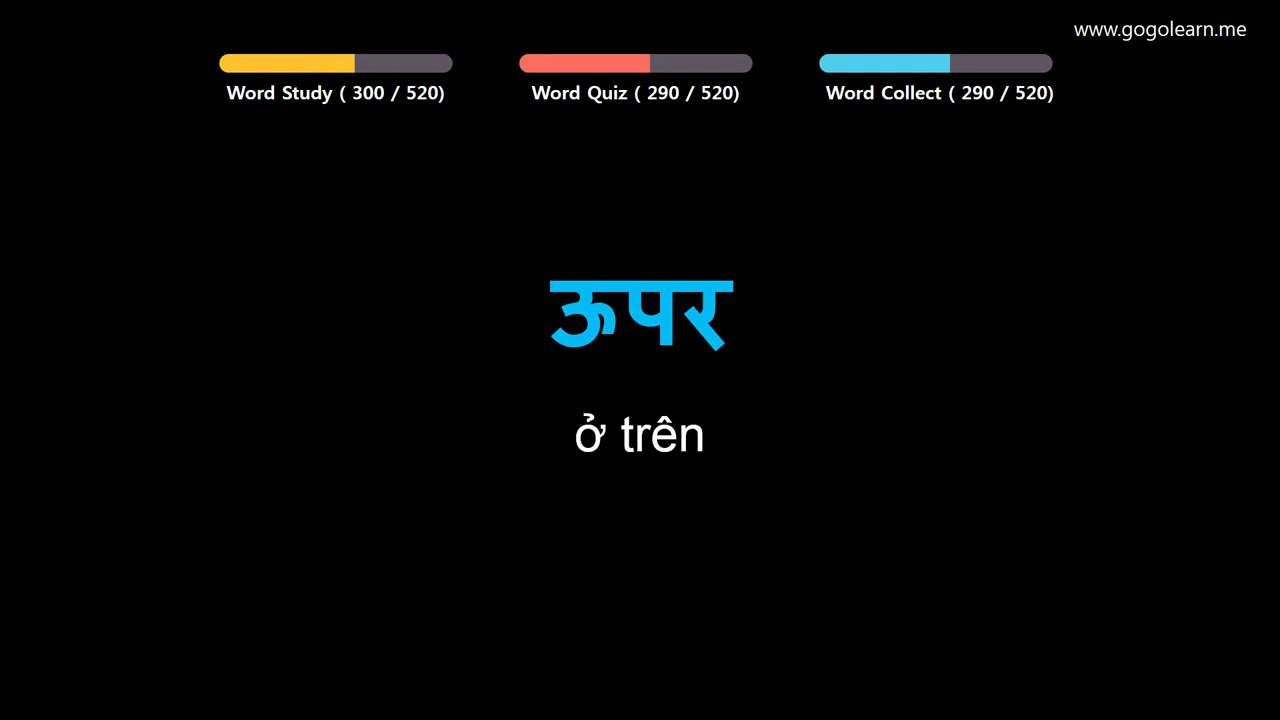 www.gogolearn.me
Word Study ( 300 / 520)
Word Quiz ( 290 / 520)
Word Collect ( 290 / 520)
ऊपर
ở trên